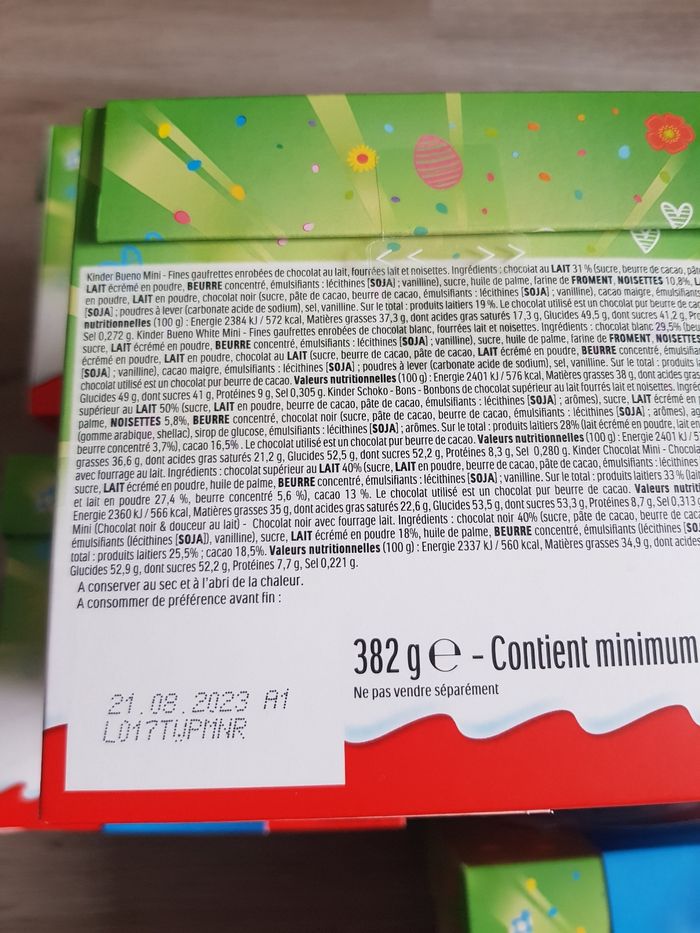 Kinder Bueno Mini - Fines gaufrettes enrobées de chocolat au lait, fourrées lait et noisettes. Ingrédients : chocolat au LAIT 31 % (sucre, beurre de cacao, pât
LAIT écrémé en poudre, BEURRE concentré, émulsifiants : lécithines [SOJA] ; vanilline), sucre, huile de palme, farine de FROMENT, NOISETTES 10,8%, L
en poudre, LAIT en poudre, chocolat noir (sucre, pâte de cacao, beurre de cacao, émulsifiants : lécithines [SOJA] ; vanilline), cacao maigre, émulsifiants
[SOJA] ; poudres à lever (carbonate acide de sodium), sel, vanilline. Sur le total : produits laitiers 19 %. Le chocolat utilisé est un chocolat pur beurre de cac
nutritionnelles (100 g) : Energie 2384 kJ / 572 kcal, Matières grasses 37,3 g, dont acides gras saturés 17,3 g, Glucides 49,5 g, dont sucres 41,2 g, Pr
Sel 0,272 g. Kinder Bueno White Mini - Fines gaufrettes enrobées de chocolat blanc, fourrées lait et noisettes. Ingrédients : chocolat blanc 29,5% (beu
sucre, LAIT écrémé en poudre, BEURRE concentré, émulsifiants : lécithines [SOJA] ; vanilline), sucre, huile de palme, farine de FROMENT, NOISETTES
écrémé en poudre, LAIT en poudre, chocolat au LAIT (sucre, beurre de cacao, pâte de cacao, LAIT écrémé en poudre, BEURRE concentré, émulsifian
[SOJA] ; vanilline), cacao maigre, émulsifiants : lécithines [SOJA] ; poudres à lever (carbonate acide de sodium), sel, vanilline. Sur le total : produits la
chocolat utilisé est un chocolat pur beurre de cacao. Valeurs nutritionnelles (100 g) : Energie 2401 kJ / 576 kcal, Matières grasses 38 g, dont acides gras
Glucides 49 g, dont sucres 41 g, Protéines 9 g, Sel 0,305 g. Kinder Schoko - Bons - Bonbons de chocolat supérieur au lait fourrés lait et noisettes. Ingréd
supérieur au LAIT 50% (sucre, LAIT en poudre, beurre de cacao, pâte de cacao, émulsifiants : lécithines [SOJA] ; arômes), sucre, LAIT écrémé en
palme, NOISETTES 5,8%, BEURRE concentré, chocolat noir (sucre, pâte de cacao, beurre de cacao, émulsifiants : lécithines [SOJA] ; arômes), ag
(gomme arabique, shellac), sirop de glucose, émulsifiants : lécithines [SOJA] ; arômes. Sur le total : produits laitiers 28% (lait écrémé en poudre, lait en
beurre concentré 3,7%), cacao 16,5% . Le chocolat utilisé est un chocolat pur beurre de cacao. Valeurs nutritionnelles (100 g) : Energie 2401 kJ / 5
grasses 36,6 g, dont acides gras saturés 21,2 g, Glucides 52,5 g, dont sucres 52,2 g, Protéines 8,3 g, Sel 0,280 g. Kinder Chocolat Mini - Chocola
avec fourrage au lait. Ingrédients : chocolat supérieur au LAIT 40% (sucre, LAIT en poudre, beurre de cacao, pâte de cacao, émulsifiants : lécithines
sucre, LAIT écrémé en poudre, huile de palme, BEURRE concentré, émulsifiants : lécithines [SOJA] ; vanilline. Sur le total : produits laitiers 33 % (lait
et lait en poudre 27,4 %, beurre concentré 5,6 %), cacao 13 %. Le chocolat utilisé est un chocolat pur beurre de cacao. Valeurs nutriti
Energie 2360 kJ / 566 kcal, Matières grasses 35 g, dont acides gras saturés 22,6 g, Glucides 53,5 g, dont sucres 53,3 g, Protéines 8,7 g, Sel 0,313 g
Mini (Chocolat noir & douceur au lait) - Chocolat noir avec fourrage lait. Ingrédients : chocolat noir 40% (sucre, pâte de cacao, beurre de caca
émulsifiants (lécithines [SOJA]), vanilline), sucre, LAIT écrémé en poudre 18%, huile de palme, BEURRE concentré, émulsifiants (lécithines [SO
total : produits laitiers 25,5% ; cacao 18,5%. Valeurs nutritionnelles (100 g) : Energie 2337 kJ / 560 kcal, Matières grasses 34,9 g, dont acides
Glucides 52,9 g, dont sucres 52,2 g, Protéines 7,7 g, Sel 0,221 g.
A conserver au sec et à l'abri de la chaleur.
A consommer de préférence avant fin :
382 g ℮ - Contient minimum
Ne pas vendre séparément
21.08.2023 A1
L017TWPMNR